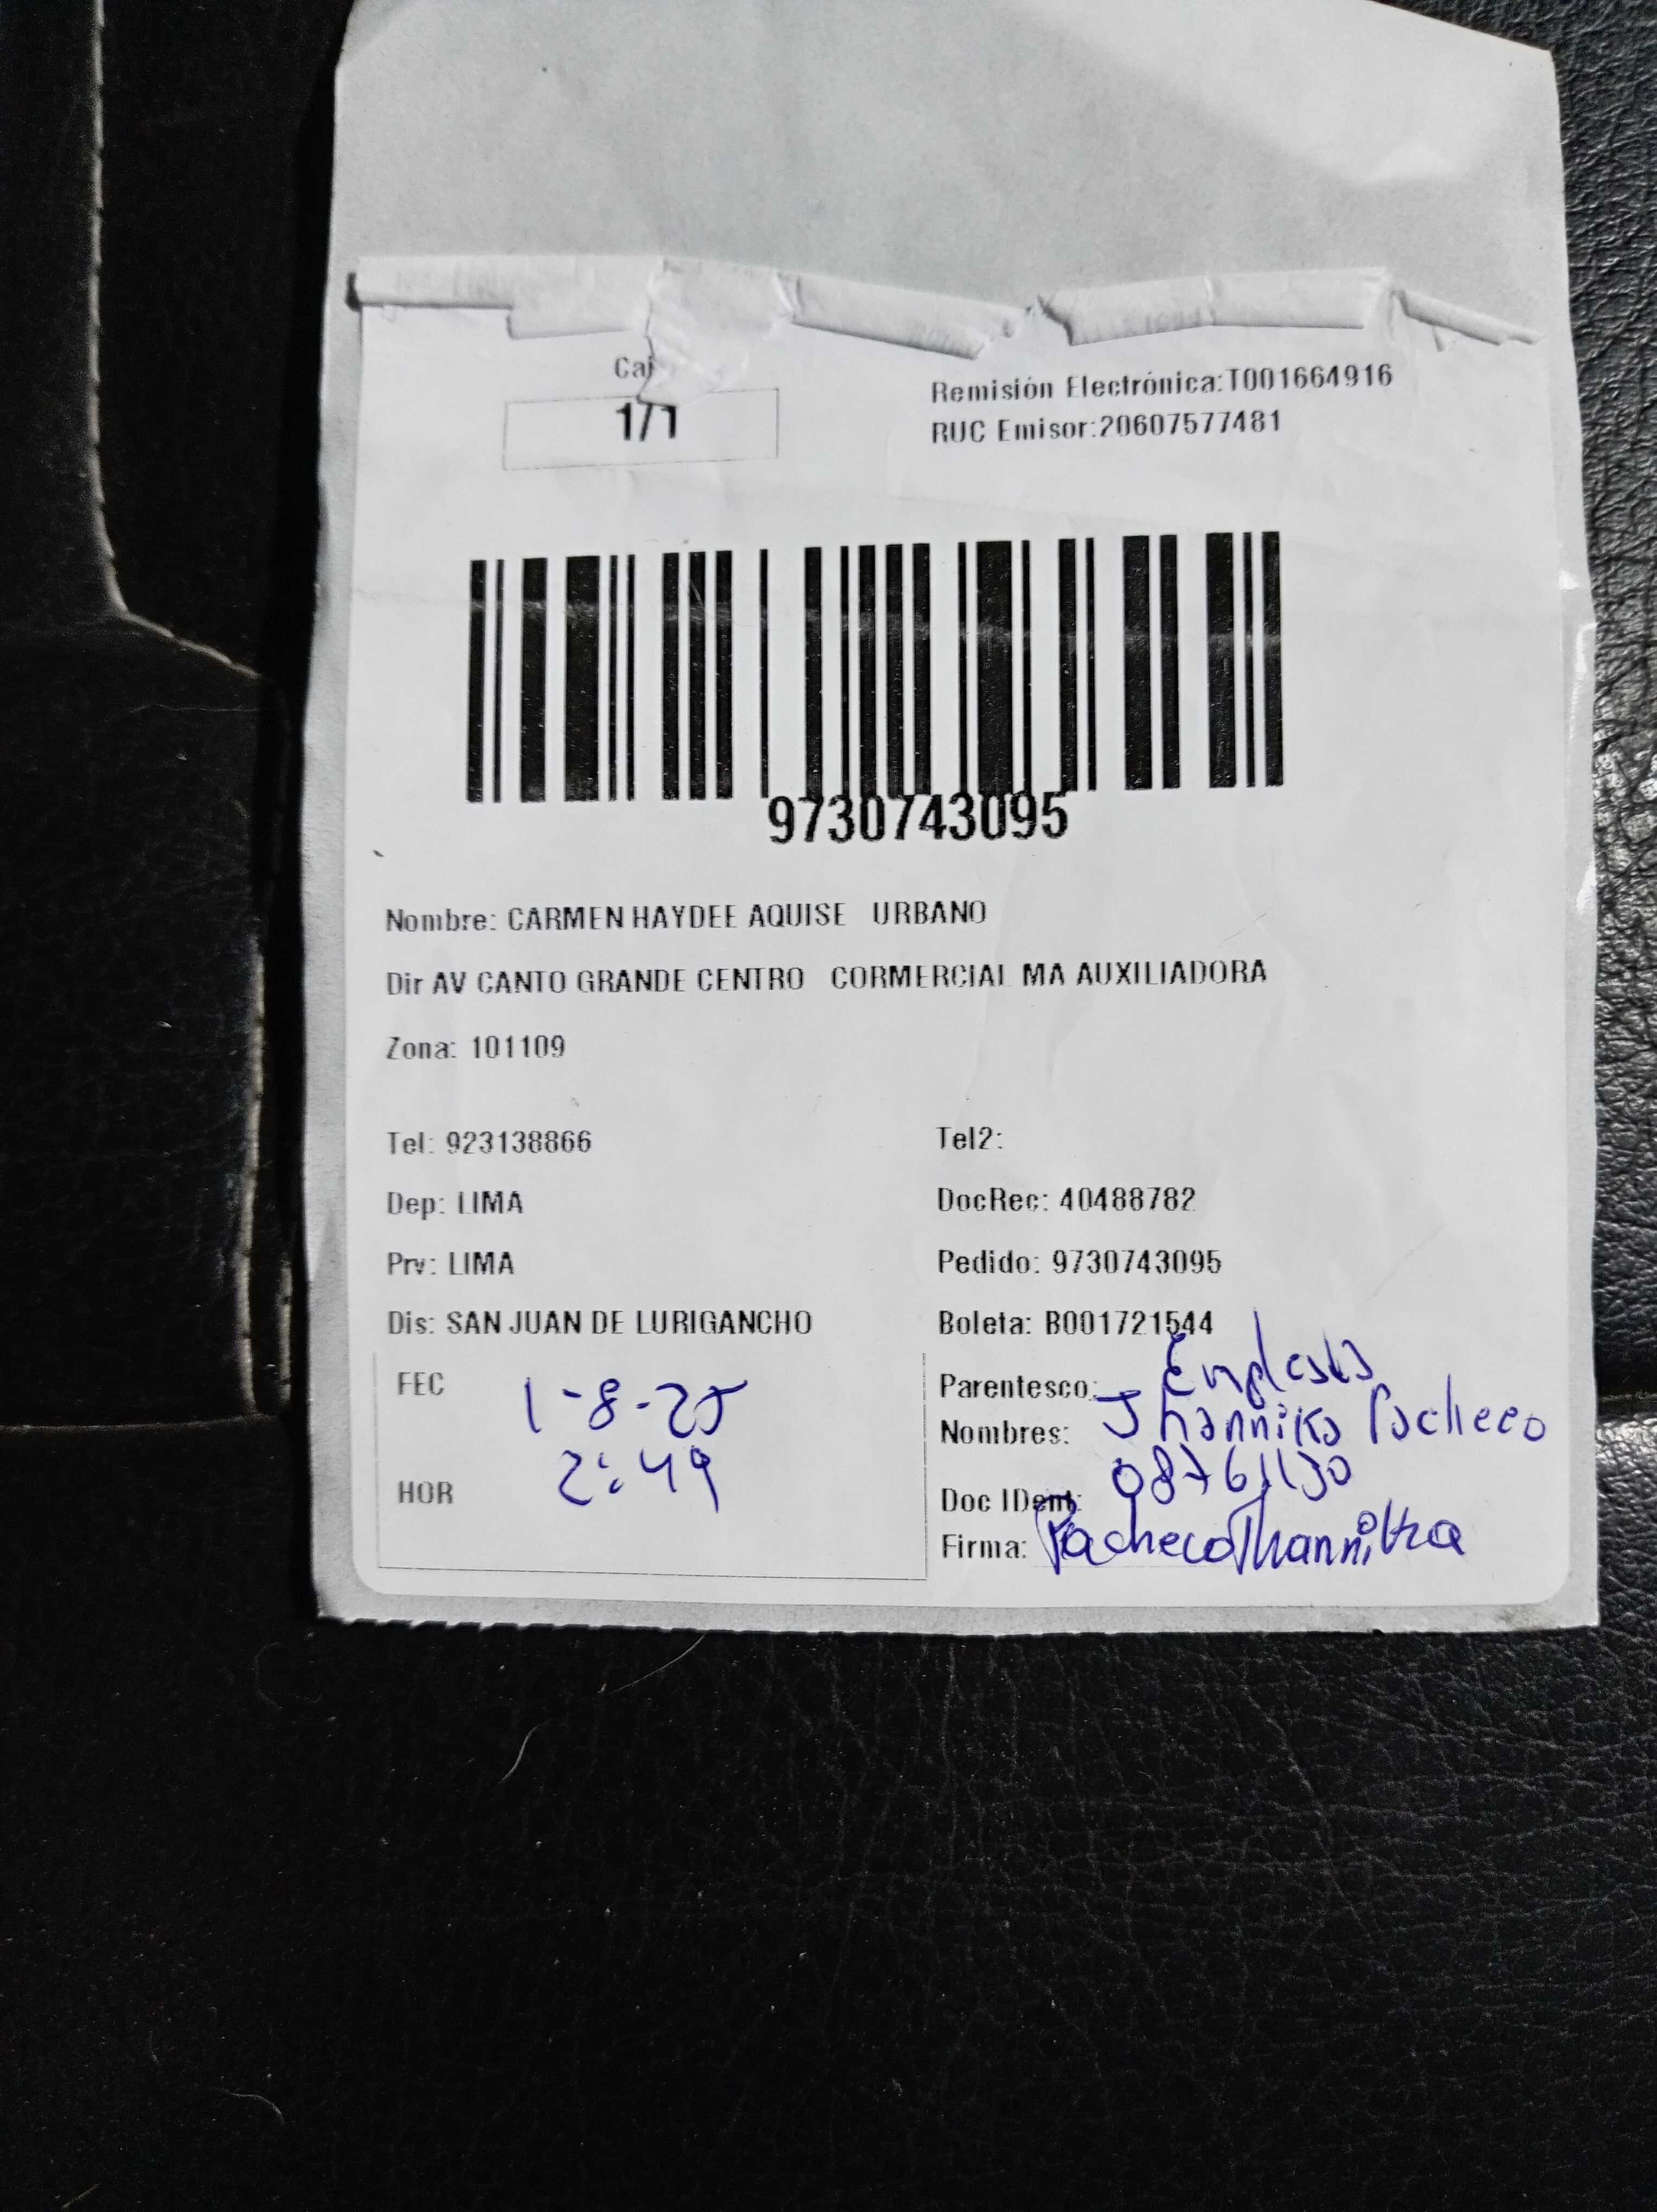 Caj
1/1
Remisión Electrónica:T001664916
RUC Emisor:20607577481
9730743095
Nombre: CARMEN HAYDEE AQUISE URBANO
Dir AV CANTO GRANDE CENTRO CORMERCIAL MA AUXILIADORA
Zona: 101109
Tel: 923138866
Tel2:
Dep: LIMA
DocRec: 40488782
Prv: LIMA
Pedido: 9730743095
Dis: SAN JUAN DE LURIGANCHO
Boleta: B001721544
FEC 1-8-25
Parentesco:
Nombres: Jhannika Pacheco
HOR 2:49
Doc IDent:
Firma: Pacheco Jhannika